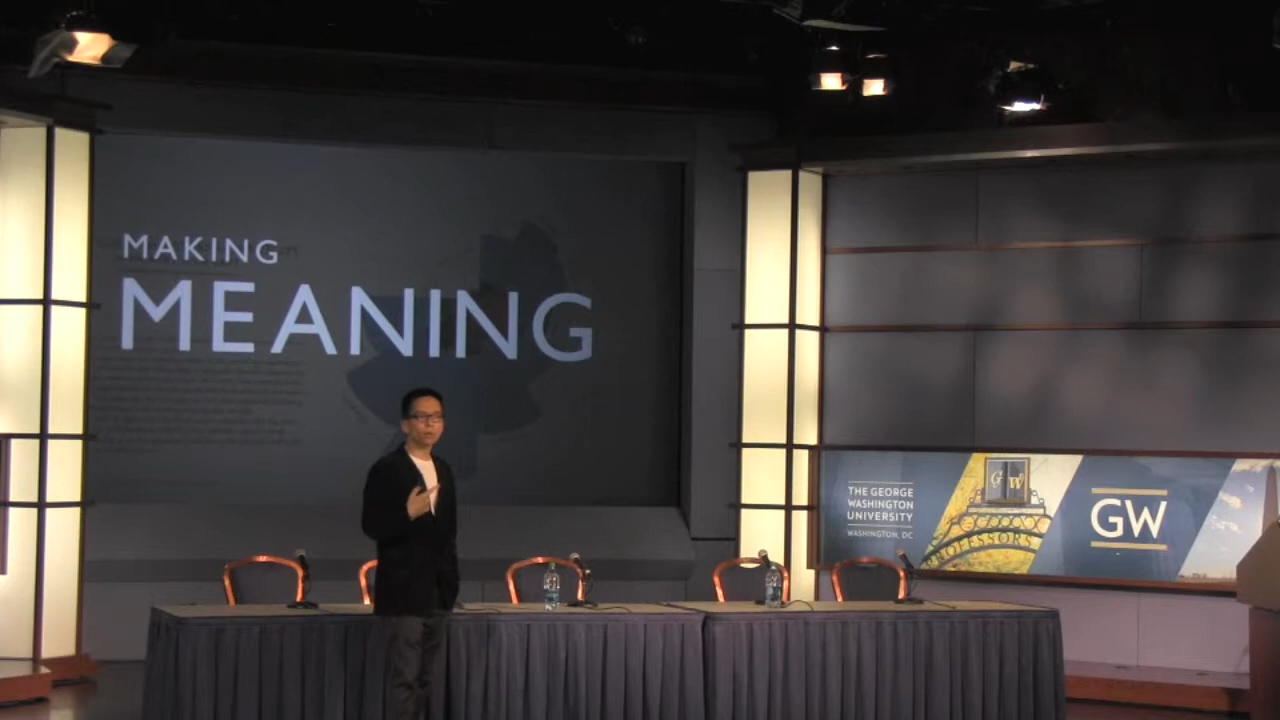 MAKING
MEANING
THE GEORGE
WASHINGTON
UNIVERSITY
WASHINGTON, DC
GW
PROFESSORS
GW